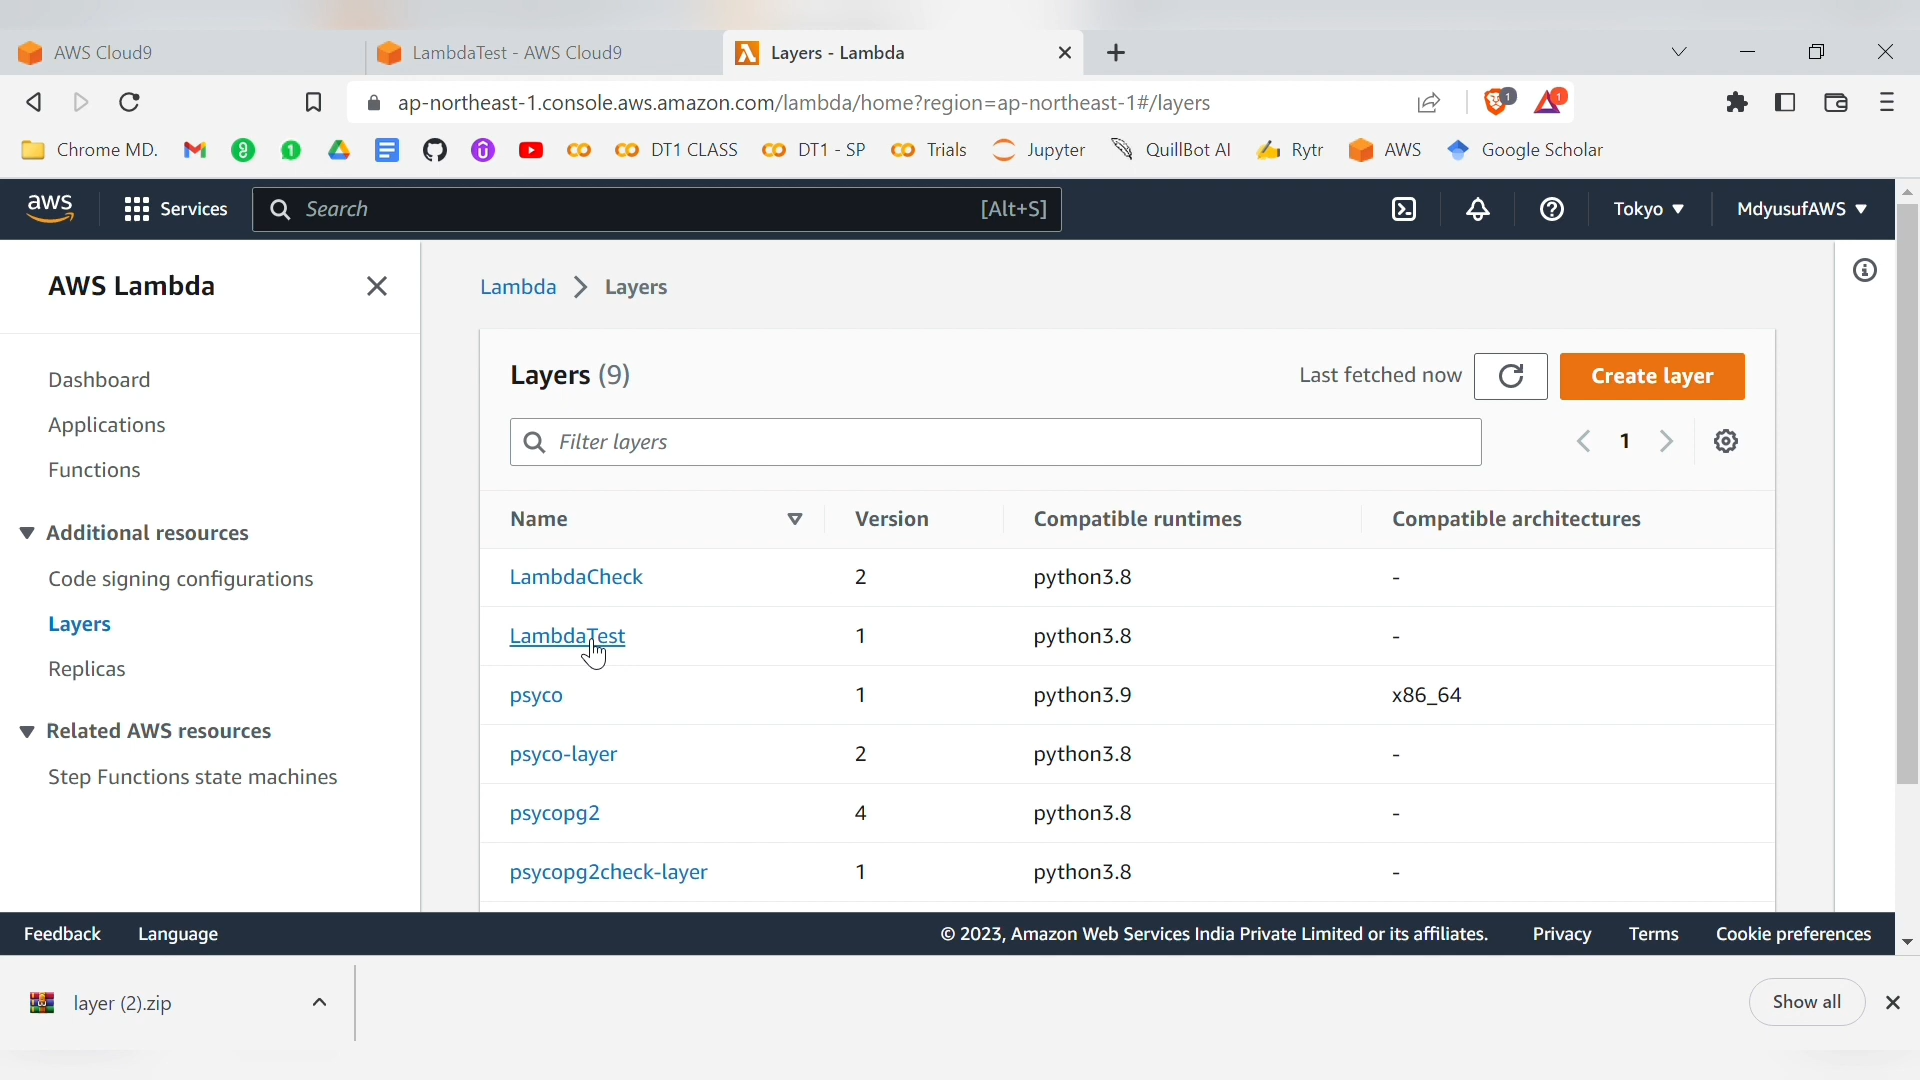 AWS Cloud9
LambdaTest - AWS Cloud9
Layers - Lambda
ap-northeast-1.console.aws.amazon.com/lambda/home?region=ap-northeast-1#/layers
1
1
Chrome MD.
DT1 CLASS
DT1 - SP
Trials
Jupyter
QuillBot AI
Rytr
AWS
Google Scholar
aws
Services
Search
[Alt+S]
Tokyo
MdyusufAWS
AWS Lambda
Dashboard
Applications
Functions
Additional resources
Code signing configurations
Layers
Replicas
Related AWS resources
Step Functions state machines
Lambda > Layers
Layers (9)
Last fetched now
Create layer
Filter layers
1
Name Version Compatible runtimes Compatible architectures
LambdaCheck 2 python3.8 -
LambdaTest 1 python3.8 -
psyco 1 python3.9 x86_64
psyco-layer 2 python3.8 -
psycopg2 4 python3.8 -
psycopg2check-layer 1 python3.8 -
Feedback Language
© 2023, Amazon Web Services India Private Limited or its affiliates. Privacy Terms Cookie preferences
layer (2).zip
Show all